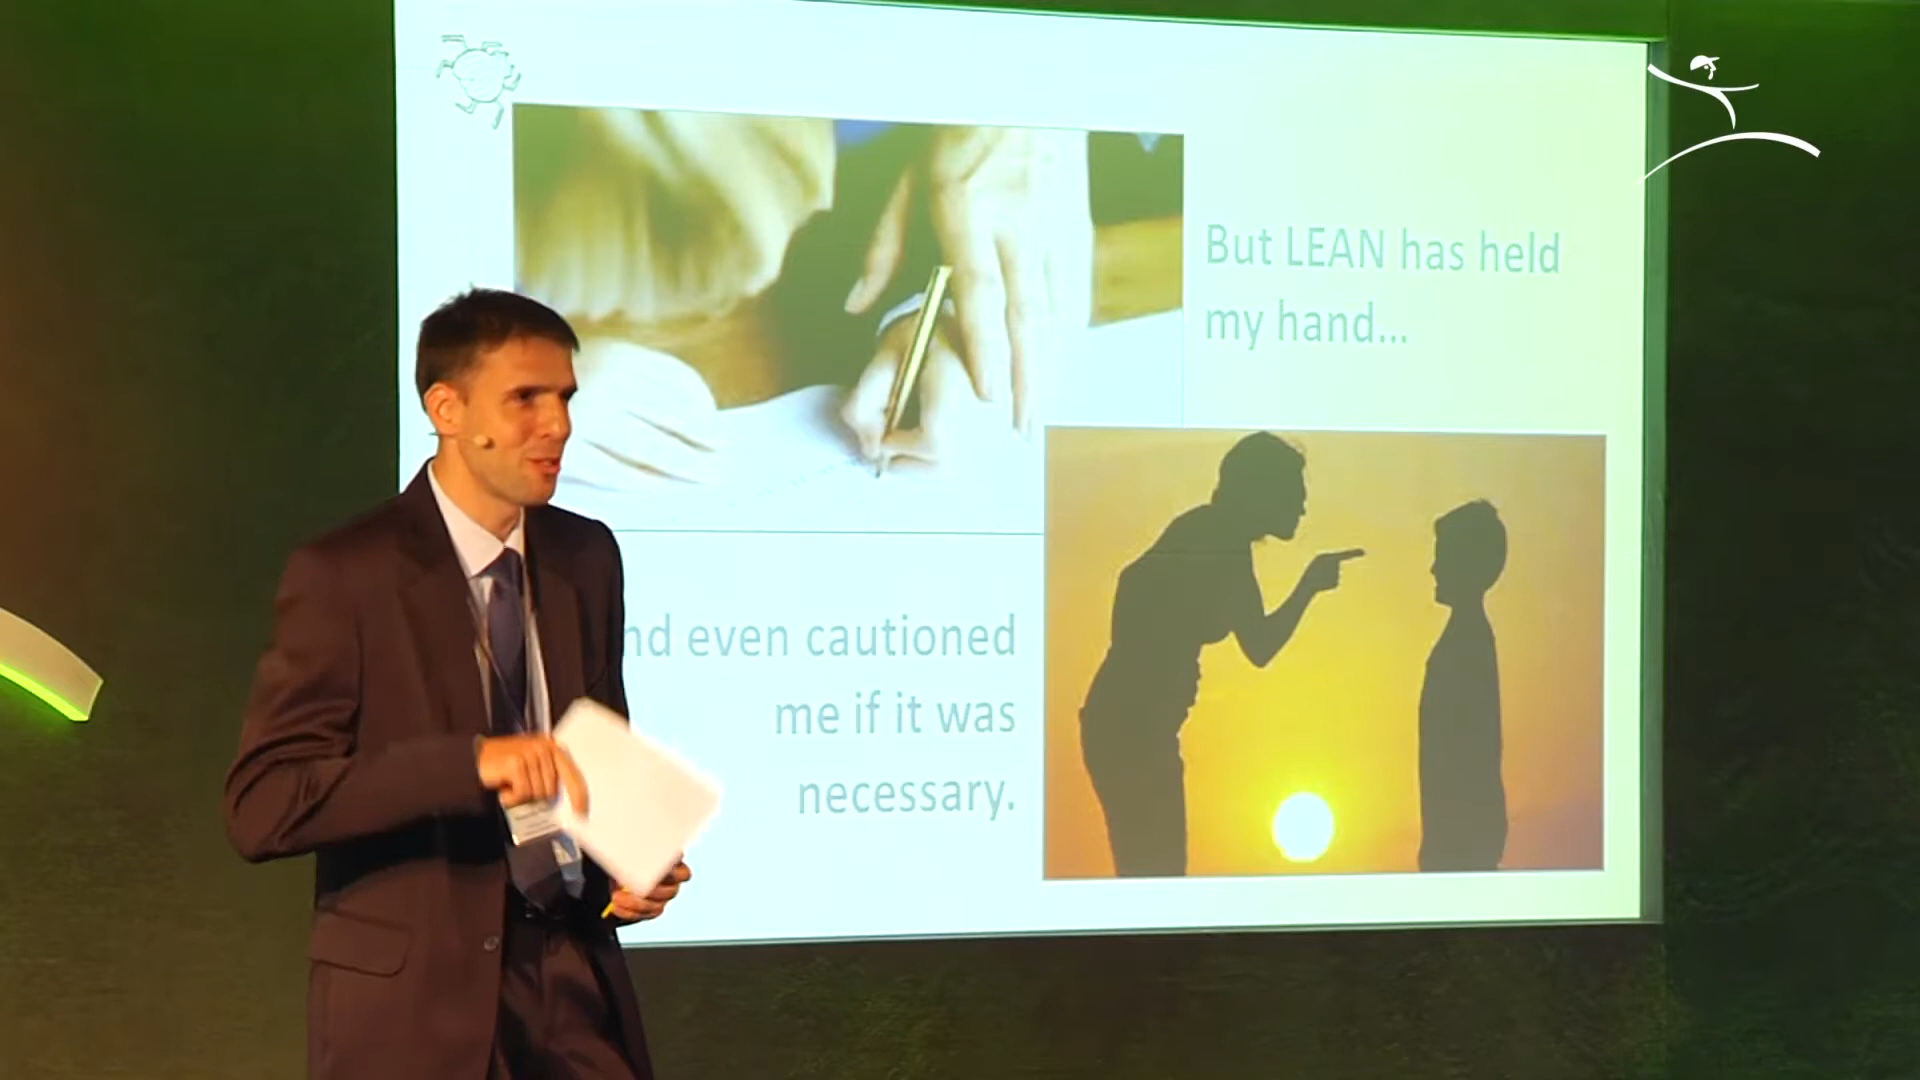 But LEAN has held
my hand...
nd even cautioned
me if it was
necessary.